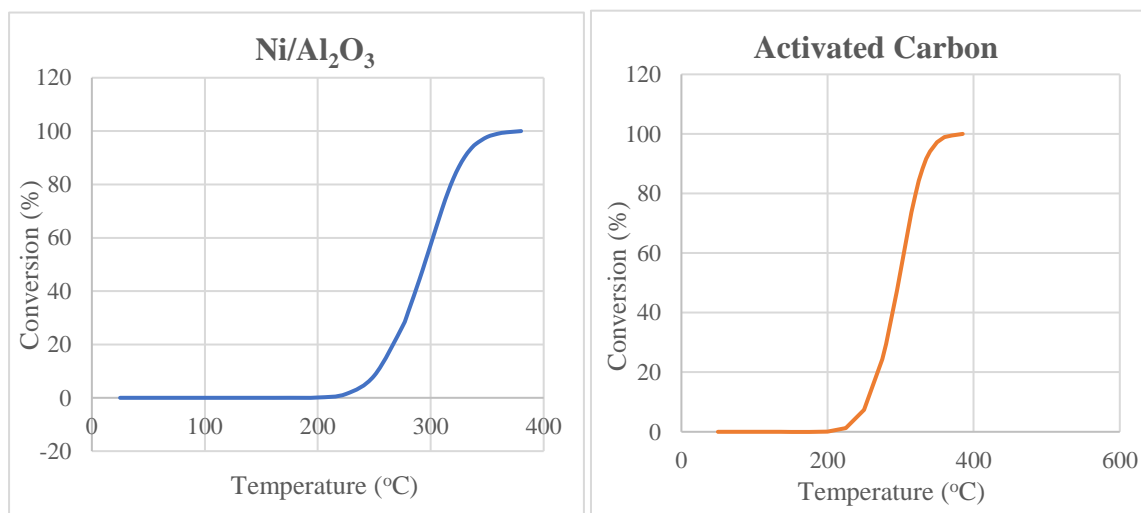 Ni/Al₂O₃
120
100
80
60
40
20
0
-20
0 100 200 300 400
Conversion (%)
Temperature (ᵒC)
Activated Carbon
120
100
80
60
40
20
0
0 200 400 600
Conversion (%)
Temperature (ᵒC)